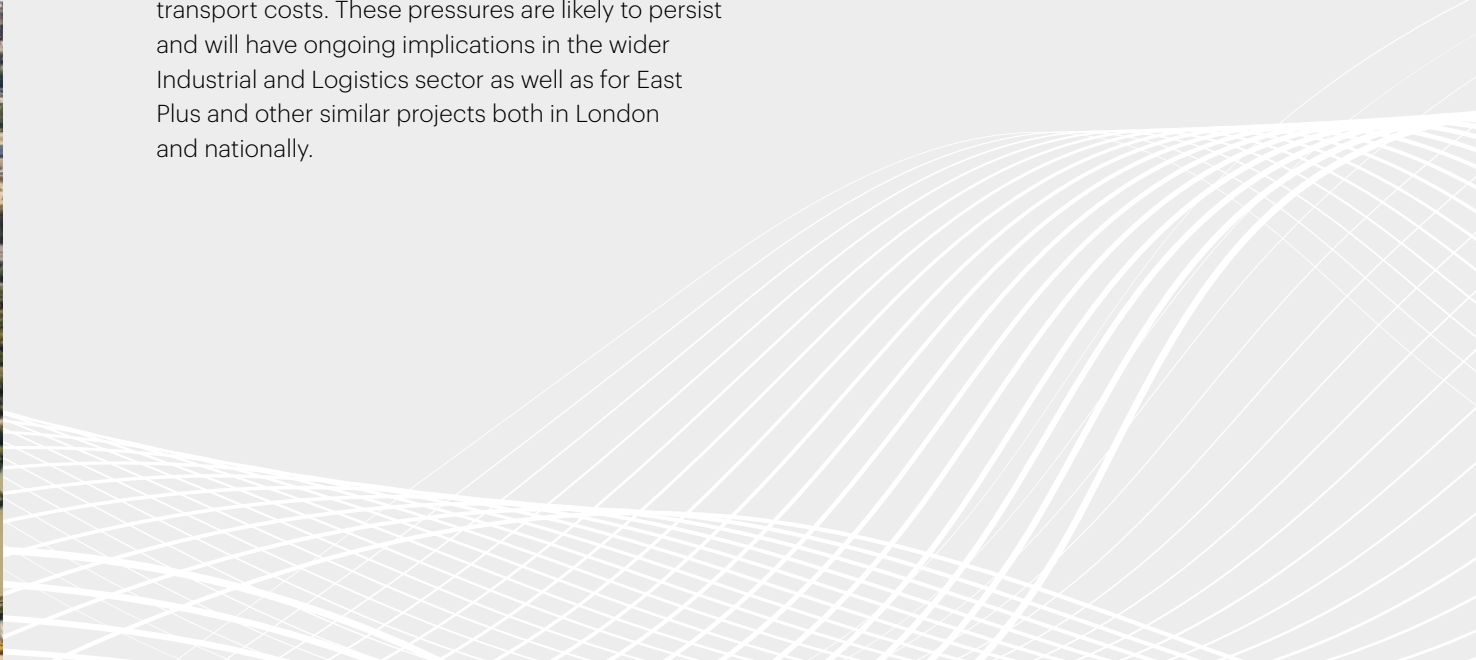 transport costs. These pressures are likely to persist
and will have ongoing implications in the wider
Industrial and Logistics sector as well as for East
Plus and other similar projects both in London
and nationally.